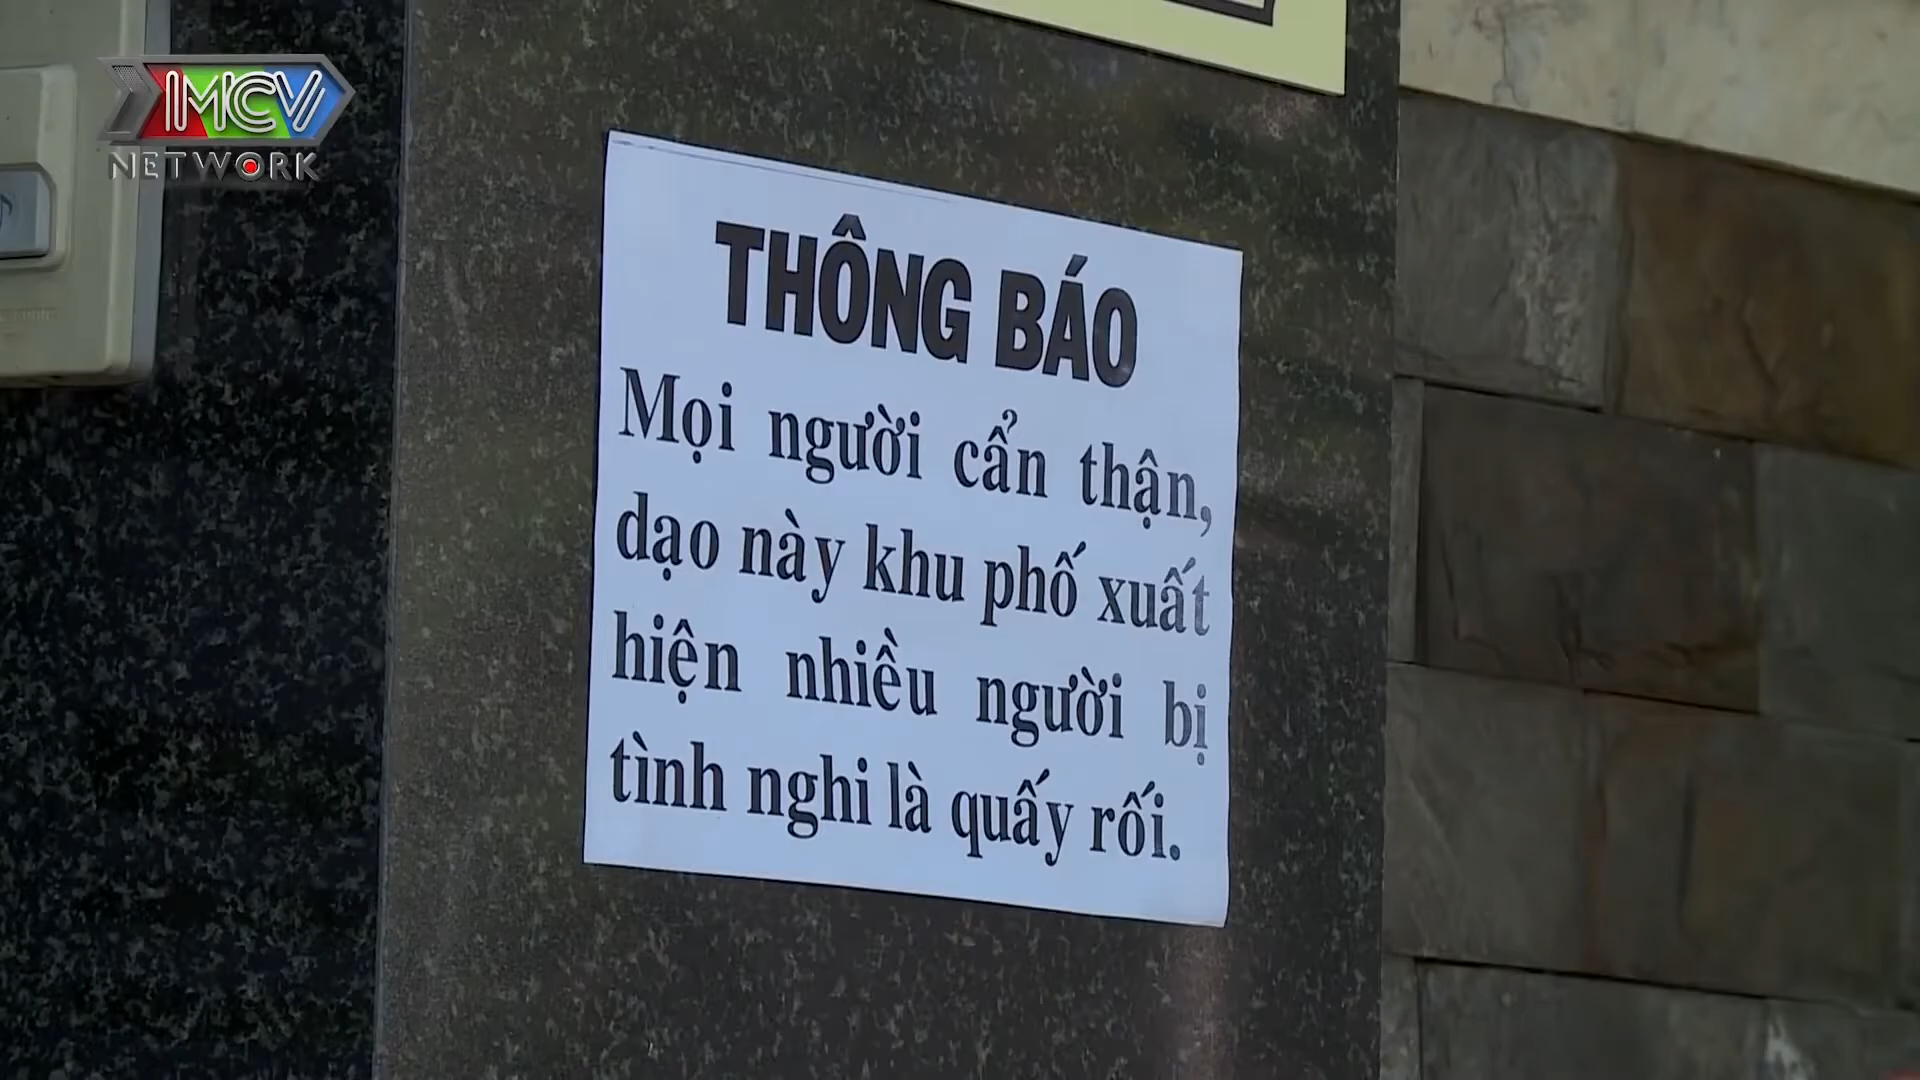 MCV
NETWORK
THÔNG BÁO
Mọi người cẩn thận,
dạo này khu phố xuất
hiện nhiều người bị
tình nghi là quấy rối.